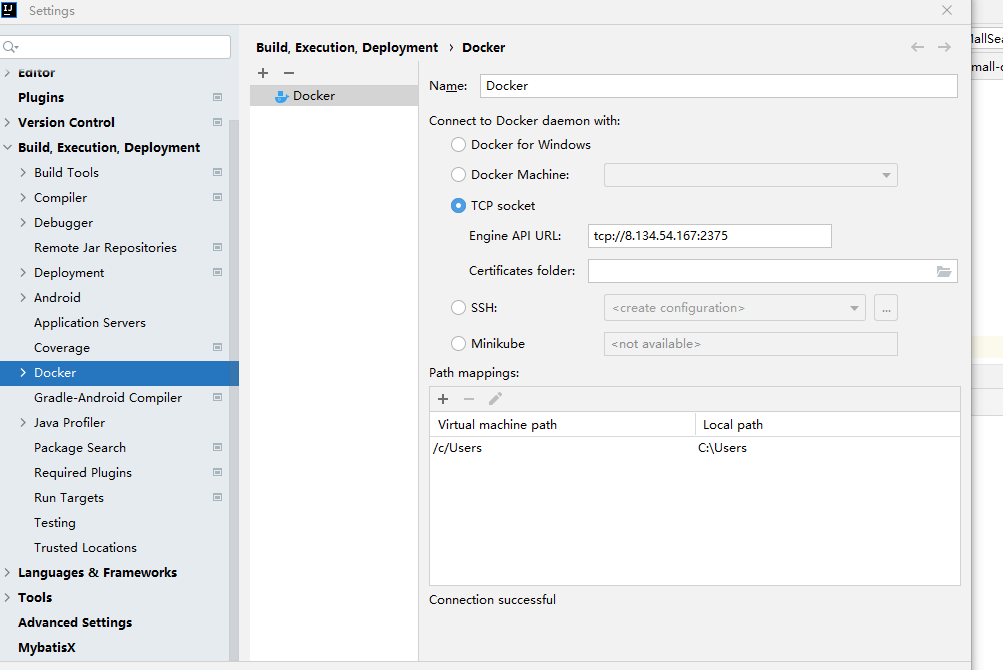 Settings
Editor
Plugins
Version Control
Build, Execution, Deployment
Build Tools
Compiler
Debugger
Remote Jar Repositories
Deployment
Android
Application Servers
Coverage
Docker
Gradle-Android Compiler
Java Profiler
Package Search
Required Plugins
Run Targets
Testing
Trusted Locations
Languages & Frameworks
Tools
Advanced Settings
MybatisX
Build, Execution, Deployment › Docker
Docker
Name: Docker
Connect to Docker daemon with:
Docker for Windows
Docker Machine:
TCP socket
Engine API URL: tcp://8.134.54.167:2375
Certificates folder:
SSH: <create configuration> ...
Minikube <not available>
Path mappings:
Virtual machine path Local path
/c/Users C:\Users
Connection successful